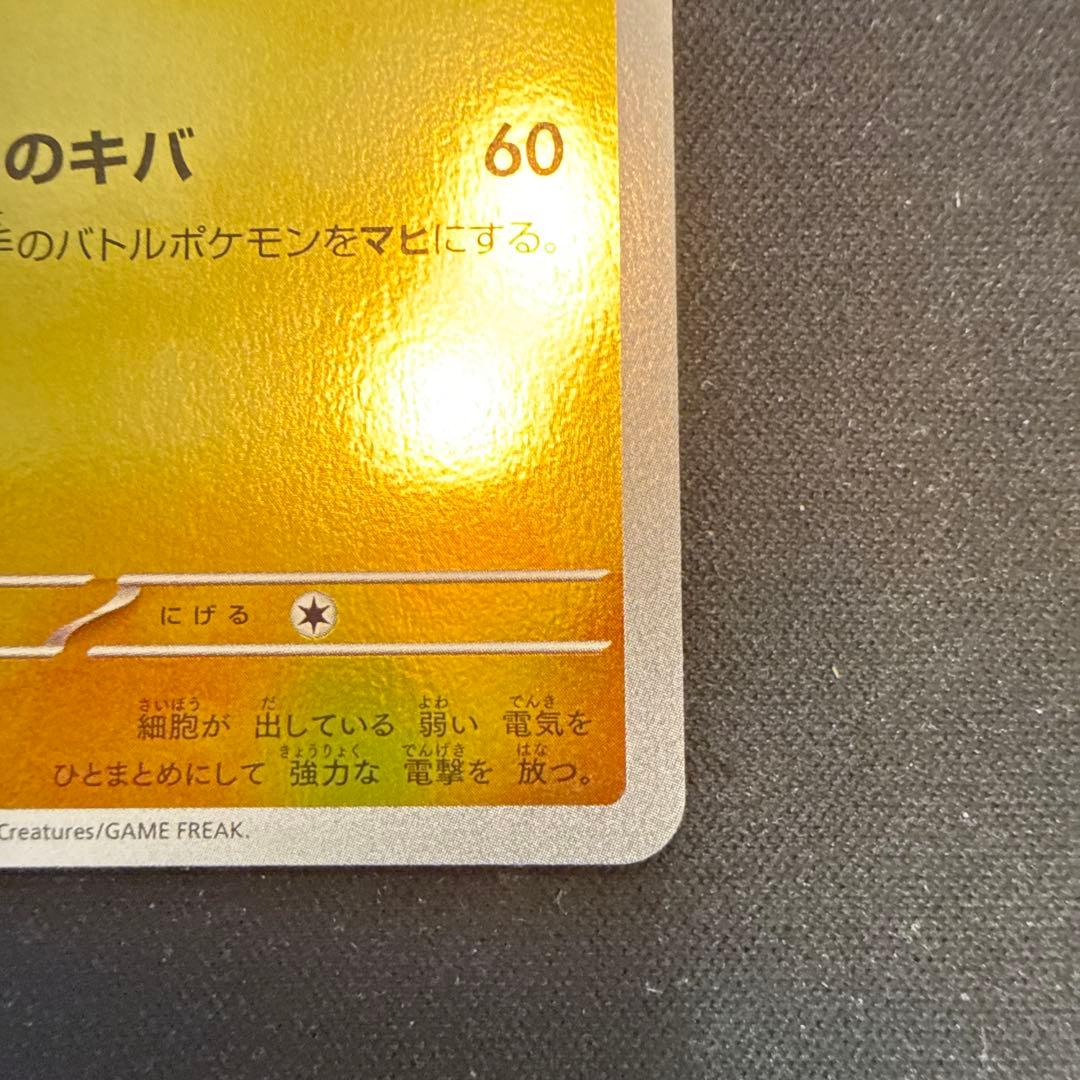 のキバ 60
手のバトルポケモンをマヒにする。
にげる
さいぼう だ よわ でんき
細胞が 出している 弱い 電気を
きょうりょく でんげき はな
ひとまとめにして 強力な 電撃を 放つ。
Creatures/GAME FREAK.